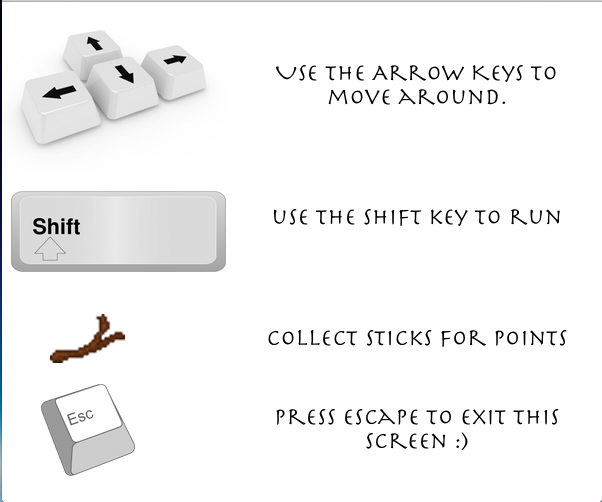 Use the Arrow Keys to
move around.
Shift
use the shift key to run
collect sticks for points
Esc
press escape to exit this
screen :)